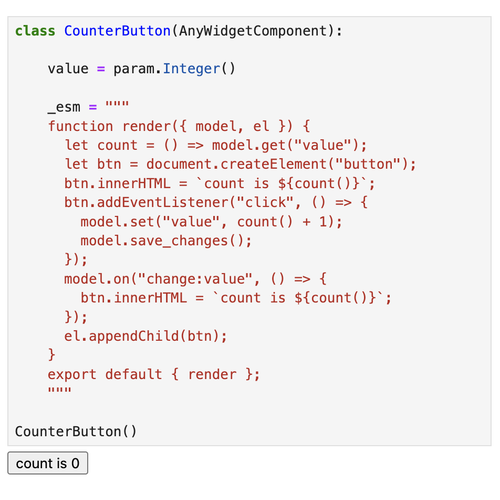 class CounterButton(AnyWidgetComponent):

    value = param.Integer()

    _esm = """
    function render({ model, el }) {
      let count = () => model.get("value");
      let btn = document.createElement("button");
      btn.innerHTML = `count is ${count()}`;
      btn.addEventListener("click", () => {
        model.set("value", count() + 1);
        model.save_changes();
      });
      model.on("change:value", () => {
        btn.innerHTML = `count is ${count()}`;
      });
      el.appendChild(btn);
    }
    export default { render };
    """

CounterButton()
count is 0